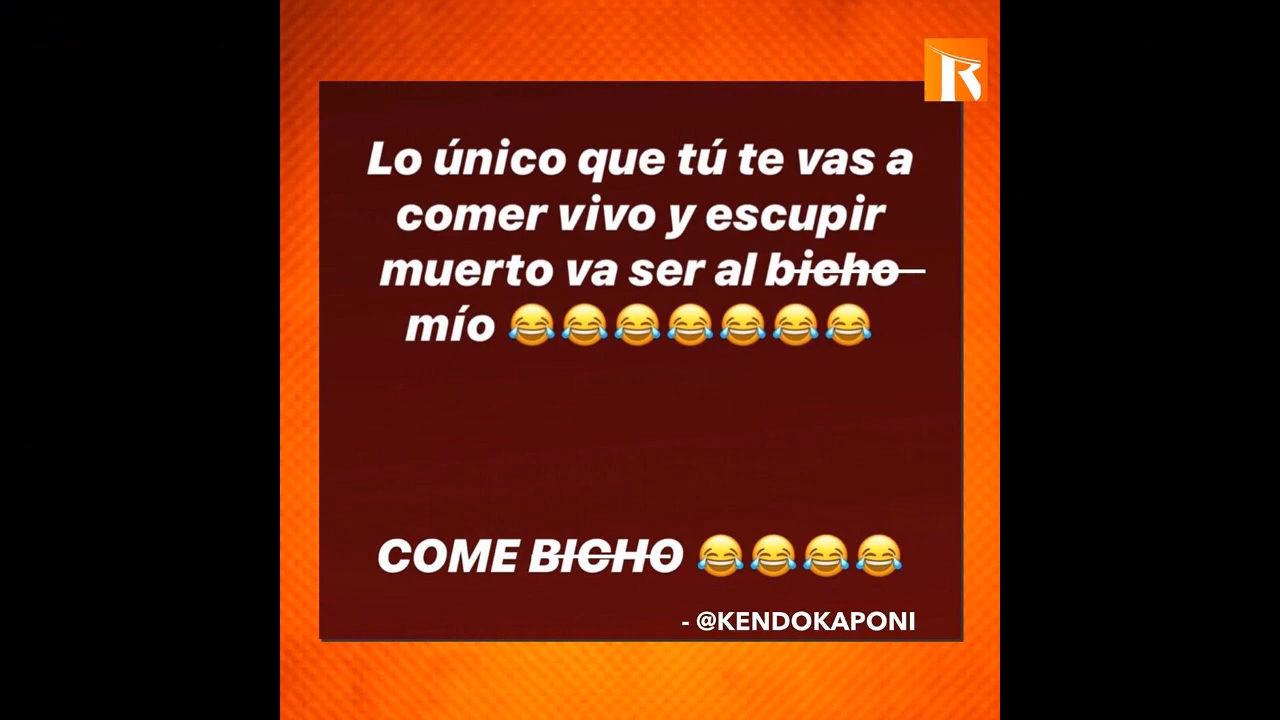 R
Lo único que tú te vas a
comer vivo y escupir
muerto va ser al bicho
mío 😂😂😂😂😂😂😂
COME BICHO 😂😂😂😂
- @KENDOKAPONI